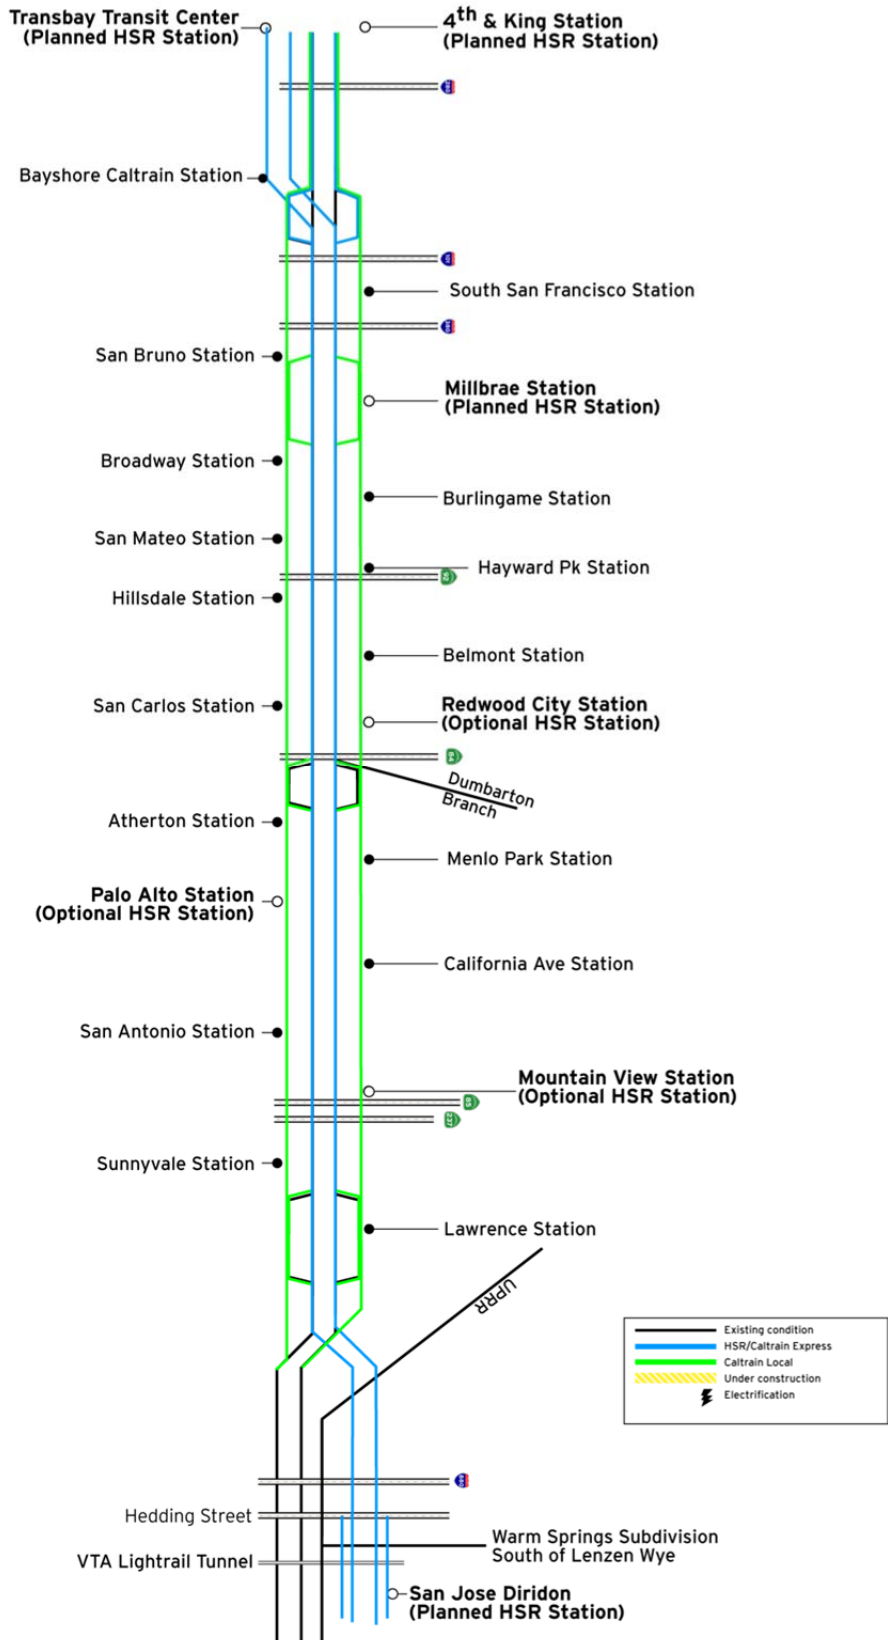 Transbay Transit Center
(Planned HSR Station)
4th & King Station
(Planned HSR Station)
Bayshore Caltrain Station
South San Francisco Station
San Bruno Station
Millbrae Station
(Planned HSR Station)
Broadway Station
Burlingame Station
San Mateo Station
Hayward Pk Station
92
Hillsdale Station
Belmont Station
San Carlos Station
Redwood City Station
(Optional HSR Station)
84
Dumbarton
Branch
Atherton Station
Menlo Park Station
Palo Alto Station
(Optional HSR Station)
California Ave Station
San Antonio Station
Mountain View Station
(Optional HSR Station)
85
237
Sunnyvale Station
Lawrence Station
UPRR
Existing condition
HSR/Caltrain Express
Caltrain Local
Under construction
Electrification
Hedding Street
Warm Springs Subdivision
South of Lenzen Wye
VTA Lightrail Tunnel
San Jose Diridon
(Planned HSR Station)